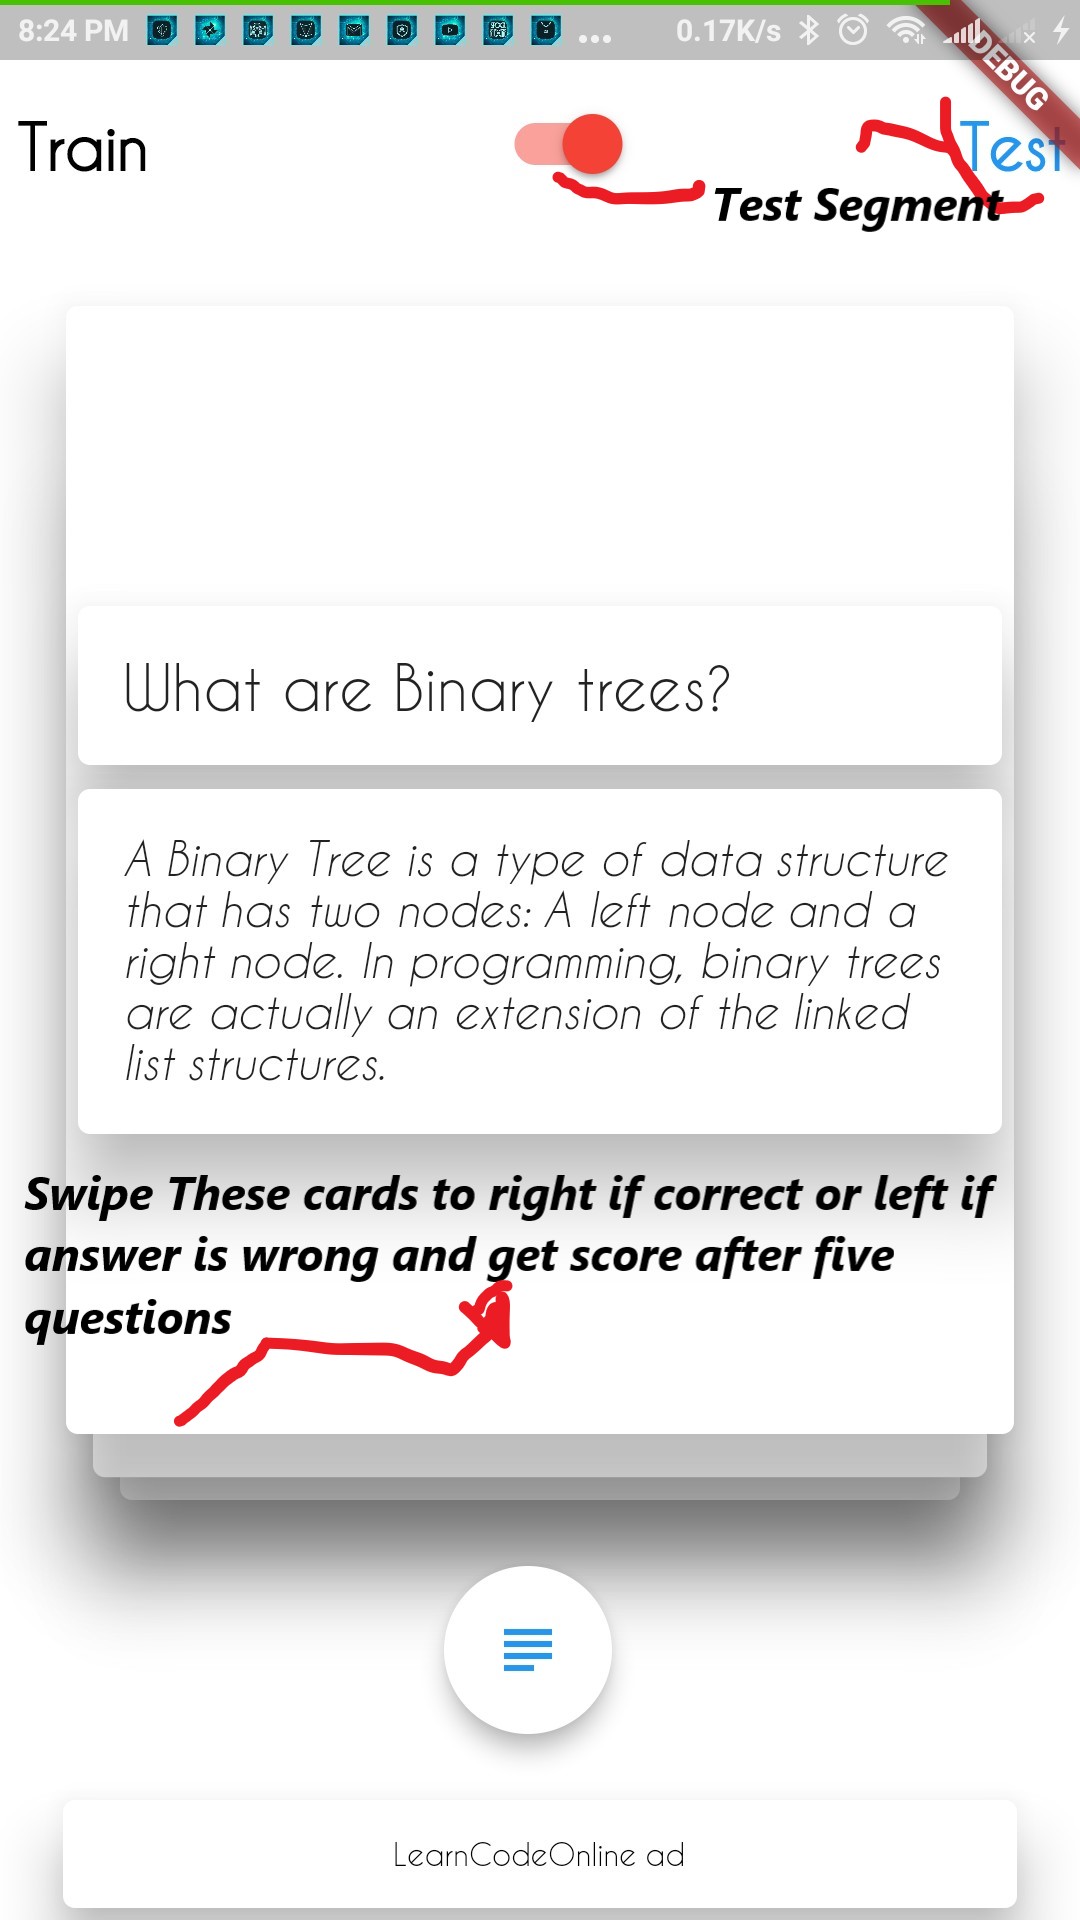 8:24 PM ... 0.17K/s
DEBUG
Train Test
Test Segment
What are Binary trees?
A Binary Tree is a type of data structure
that has two nodes: A left node and a
right node. In programming, binary trees
are actually an extension of the linked
list structures.
Swipe These cards to right if correct or left if
answer is wrong and get score after five
questions
LearnCodeOnline ad